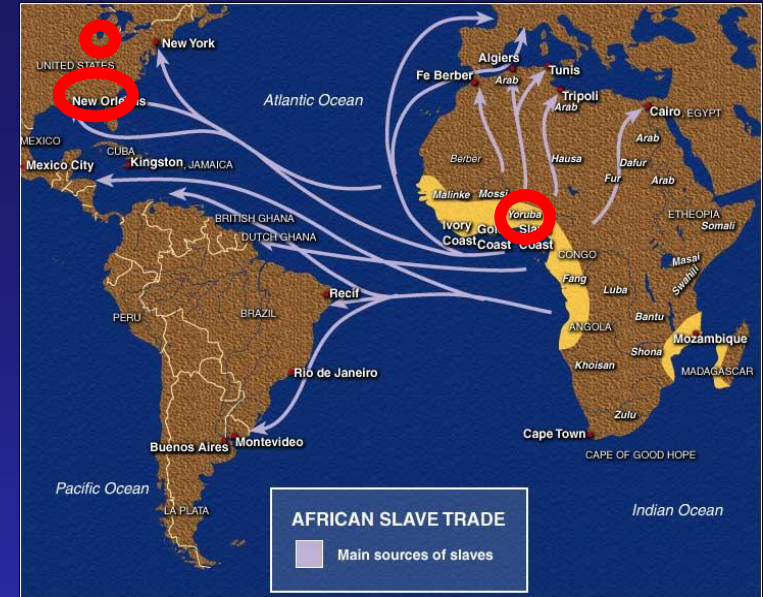 New York
UNITED STATES
New Orleans
Atlantic Ocean
MEXICO
Mexico City
CUBA
Kingston, JAMAICA
BRITISH GHANA
DUTCH GHANA
PERU
BRAZIL
Recif
Rio de Janeiro
Buenos Aires
Montevideo
Pacific Ocean
LA PLATA
Algiers
Fe Berber
Arab
Tunis
Tripoli
Arab
Cairo, EGYPT
Arab
Berber
Hausa
Dafur
Fur
Arab
Malinke
Mossi
Yoruba
ETHEOPIA
Somali
Ivory
Coast
Gold
Coast
Slave
Coast
CONGO
Masai
Swahili
Fang
Luba
Bantu
ANGOLA
Mozambique
Shona
MADAGASCAR
Khoisan
Zulu
Cape Town
CAPE OF GOOD HOPE
Indian Ocean
AFRICAN SLAVE TRADE
Main sources of slaves